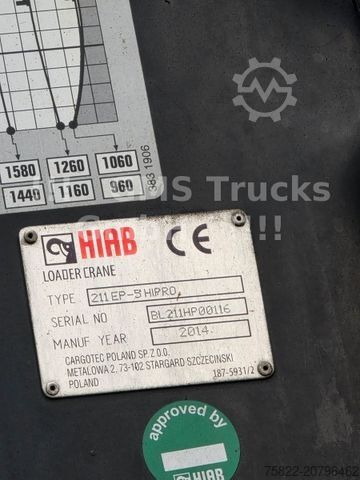 1580 1260 1060
1440 1160 960
383 1906
Trucks
!!!
HIAB CE
LOADER CRANE
TYPE 211EP-5 HIPRO
SERIAL NO BL211HP00116
MANUF YEAR 2014
CARGOTEC POLAND SP.Z.O.O.
METALOWA 2, 73-102 STARGARD SZCZECINSKI
POLAND 187-5931/2
approved by
HIAB
75822-20796462